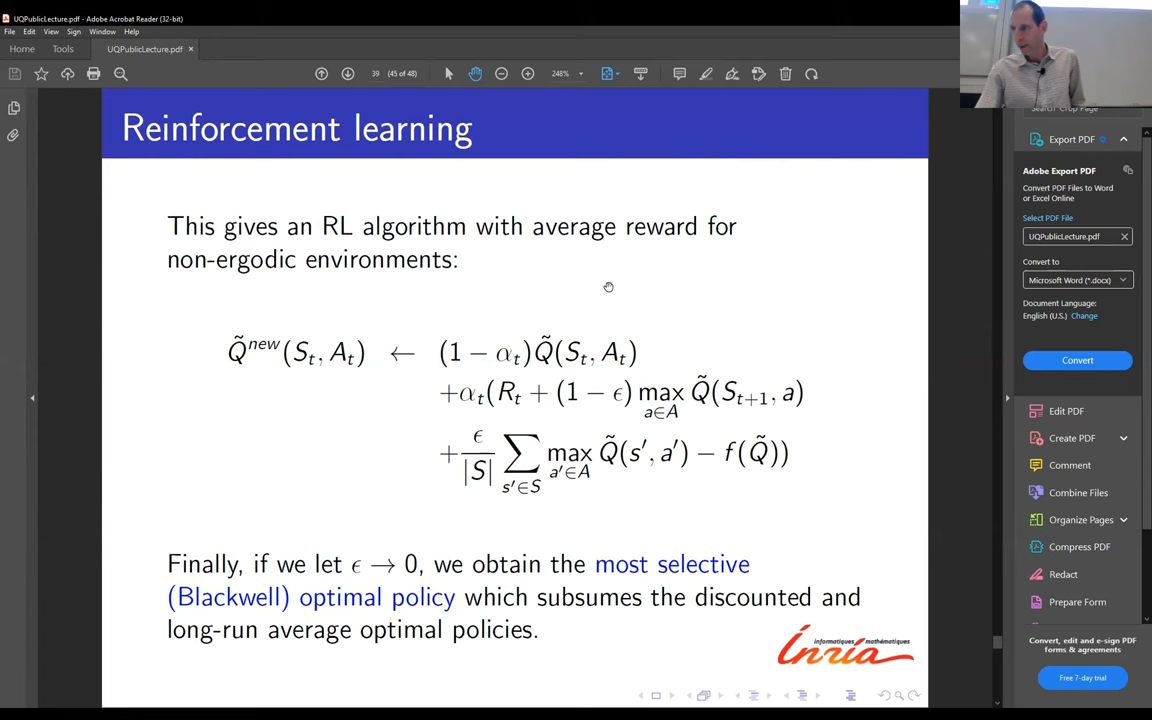 UQPublicLecture.pdf - Adobe Acrobat Reader (32-bit)
File Edit View Sign Window Help
Home Tools UQPublicLecture.pdf ×
39 (45 of 48) 248%
Reinforcement learning
This gives an RL algorithm with average reward for
non-ergodic environments:
Q̃^new(S_t, A_t) ← (1 − α_t)Q̃(S_t, A_t)
+α_t(R_t + (1 − ϵ) max_{a∈A} Q̃(S_{t+1}, a)
+ ϵ/|S| ∑_{s′∈S} max_{a′∈A} Q̃(s′, a′) − f(Q̃))
Finally, if we let ϵ → 0, we obtain the most selective
(Blackwell) optimal policy which subsumes the discounted and
long-run average optimal policies.
informatiques mathématiques
Inria
Search 'Crop Page'
Export PDF
Adobe Export PDF
Convert PDF Files to Word
or Excel Online
Select PDF File
UQPublicLecture.pdf ×
Convert to
Microsoft Word (*.docx)
Document Language:
English (U.S.) Change
Convert
Edit PDF
Create PDF
Comment
Combine Files
Organize Pages
Compress PDF
Redact
Prepare Form
Convert, edit and e-sign PDF
forms & agreements
Free 7-day trial